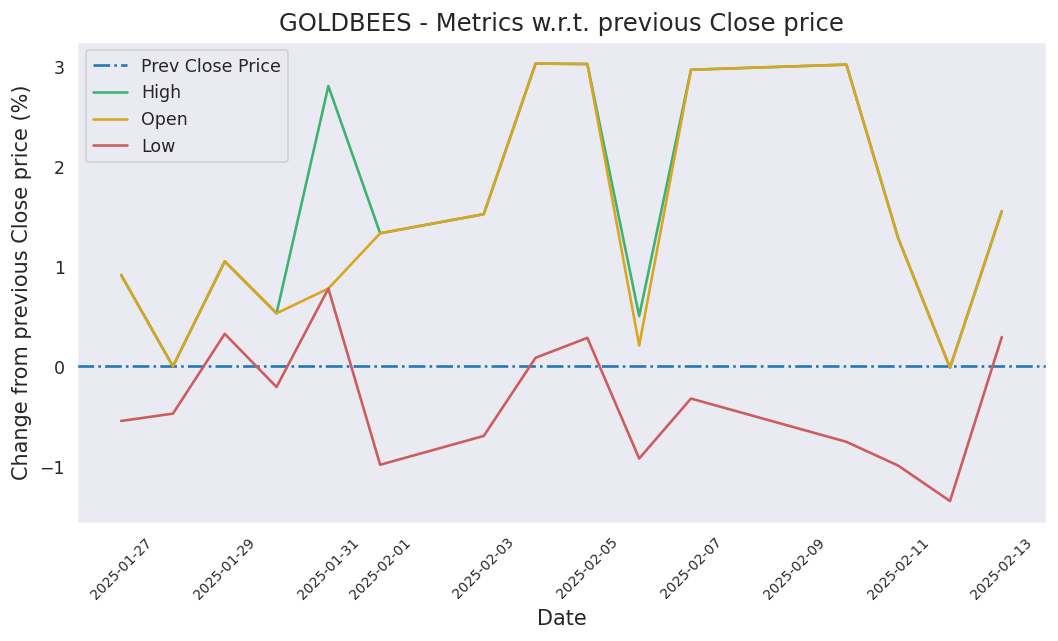 GOLDBEES - Metrics w.r.t. previous Close price
Prev Close Price
High
Open
Low
Change from previous Close price (%)
3
2
1
0
−1
2025-01-27
2025-01-29
2025-01-31
2025-02-01
2025-02-03
2025-02-05
2025-02-07
2025-02-09
2025-02-11
2025-02-13
Date